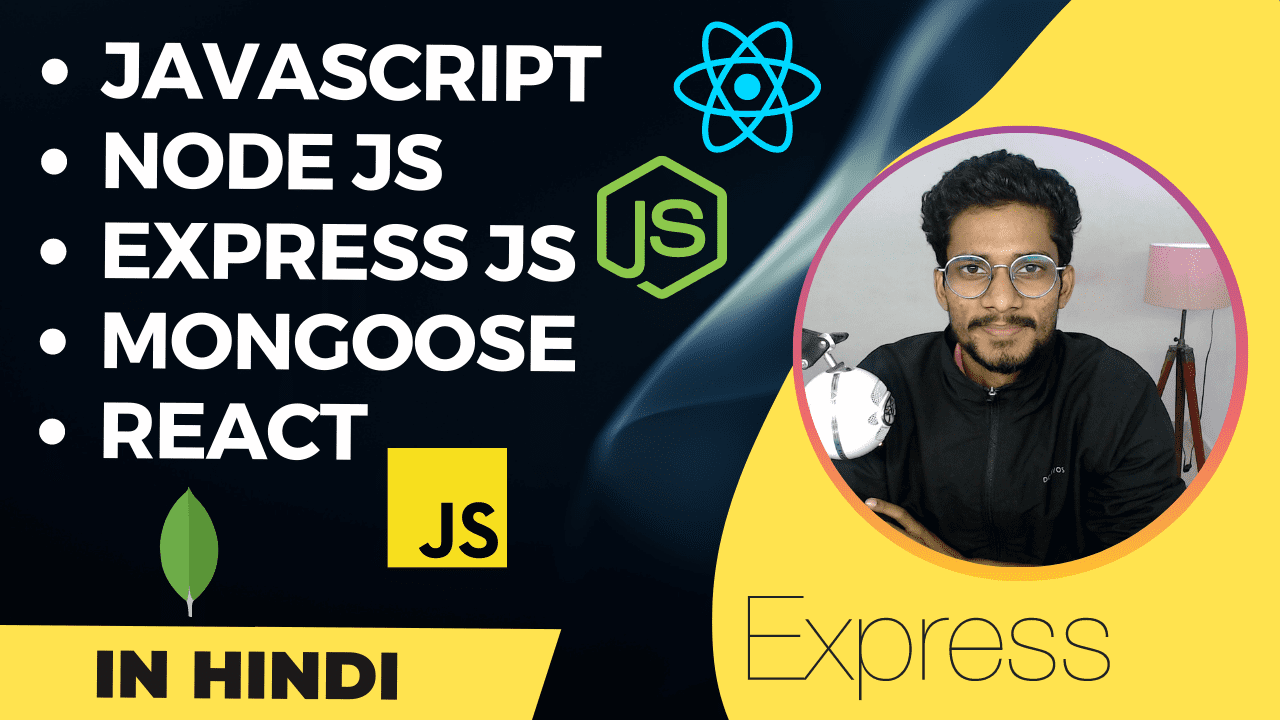 JAVASCRIPT
NODE JS
EXPRESS JS
MONGOOSE
REACT
JS
JS
IN HINDI
Express